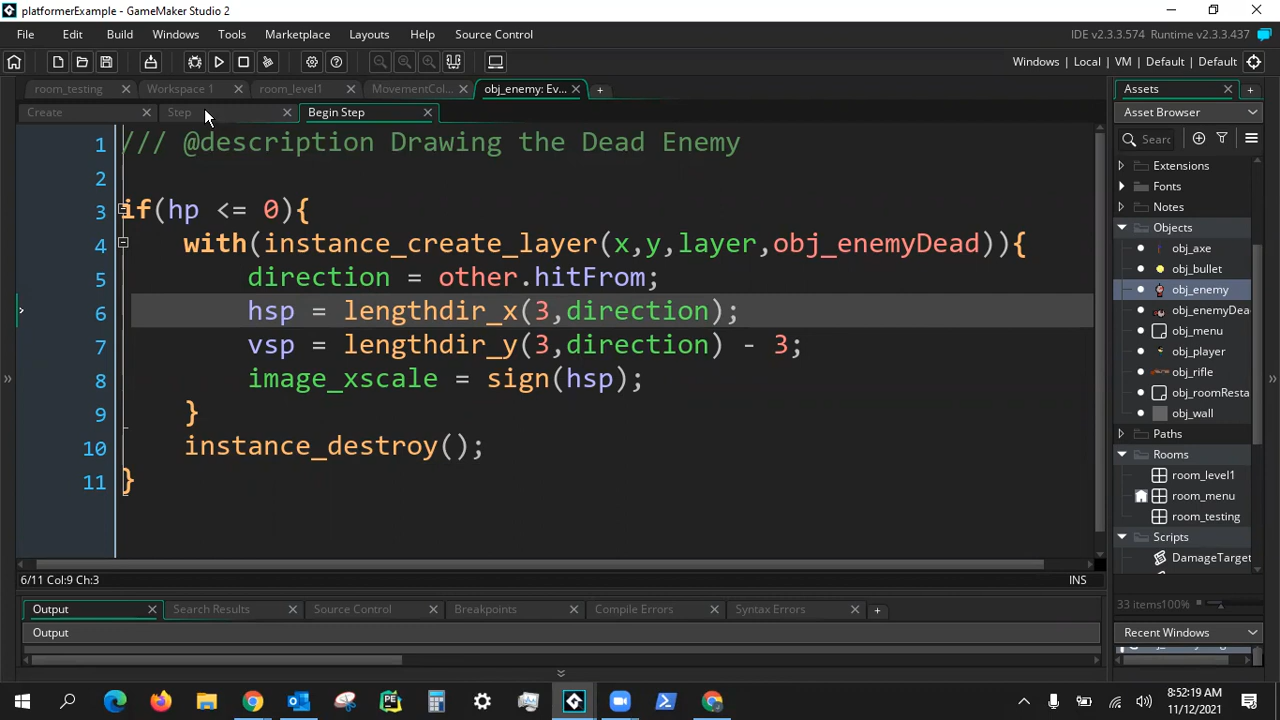 platformerExample - GameMaker Studio 2
File Edit Build Windows Tools Marketplace Layouts Help Source Control
IDE v2.3.3.574 Runtime v2.3.3.437
Windows | Local | VM | Default | Default
room_testing Workspace 1 room_level1 MovementCol... obj_enemy: Ev...
Create Step Begin Step
1 /// @description Drawing the Dead Enemy
2
3 if(hp <= 0){
4 with(instance_create_layer(x,y,layer,obj_enemyDead)){
5 direction = other.hitFrom;
6 hsp = lengthdir_x(3,direction);
7 vsp = lengthdir_y(3,direction) - 3;
8 image_xscale = sign(hsp);
9 }
10 instance_destroy();
11 }
6/11 Col:9 Ch:3
INS
Output Search Results Source Control Breakpoints Compile Errors Syntax Errors
Output
Assets
Asset Browser
Searc
Extensions
Fonts
Notes
Objects
obj_axe
obj_bullet
obj_enemy
obj_enemyDea
obj_menu
obj_player
obj_rifle
obj_roomResta
obj_wall
Paths
Rooms
room_level1
room_menu
room_testing
Scripts
DamageTarget
33 items 100%
Recent Windows
8:52:19 AM
11/12/2021